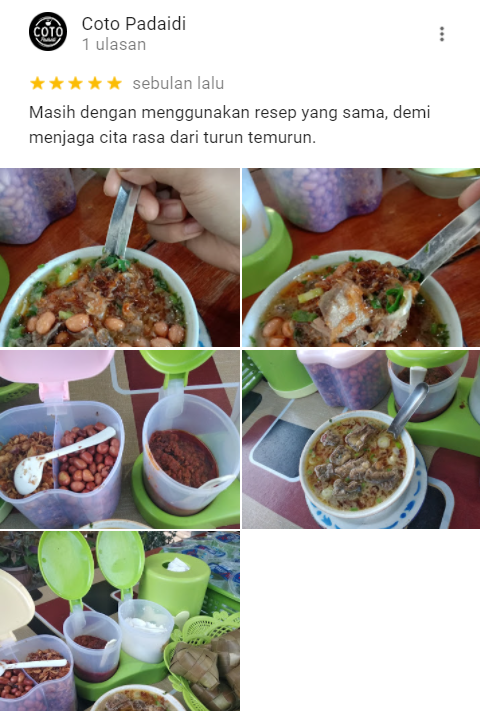 COTO
Coto Padaidi
1 ulasan
sebulan lalu
Masih dengan menggunakan resep yang sama, demi
menjaga cita rasa dari turun temurun.